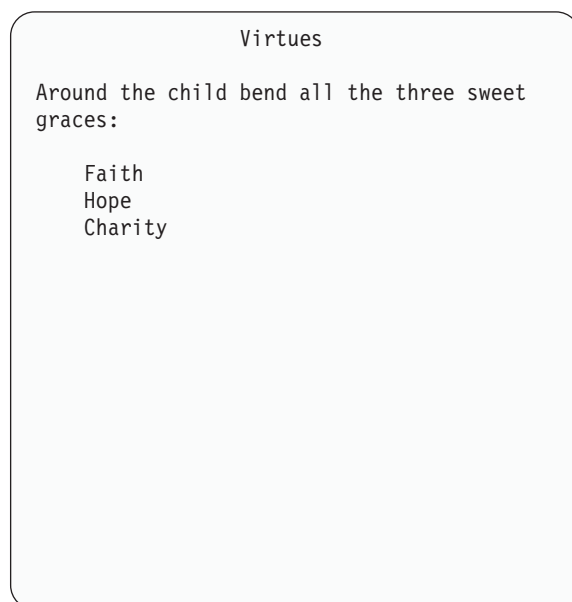 Virtues
Around the child bend all the three sweet
graces:
Faith
Hope
Charity